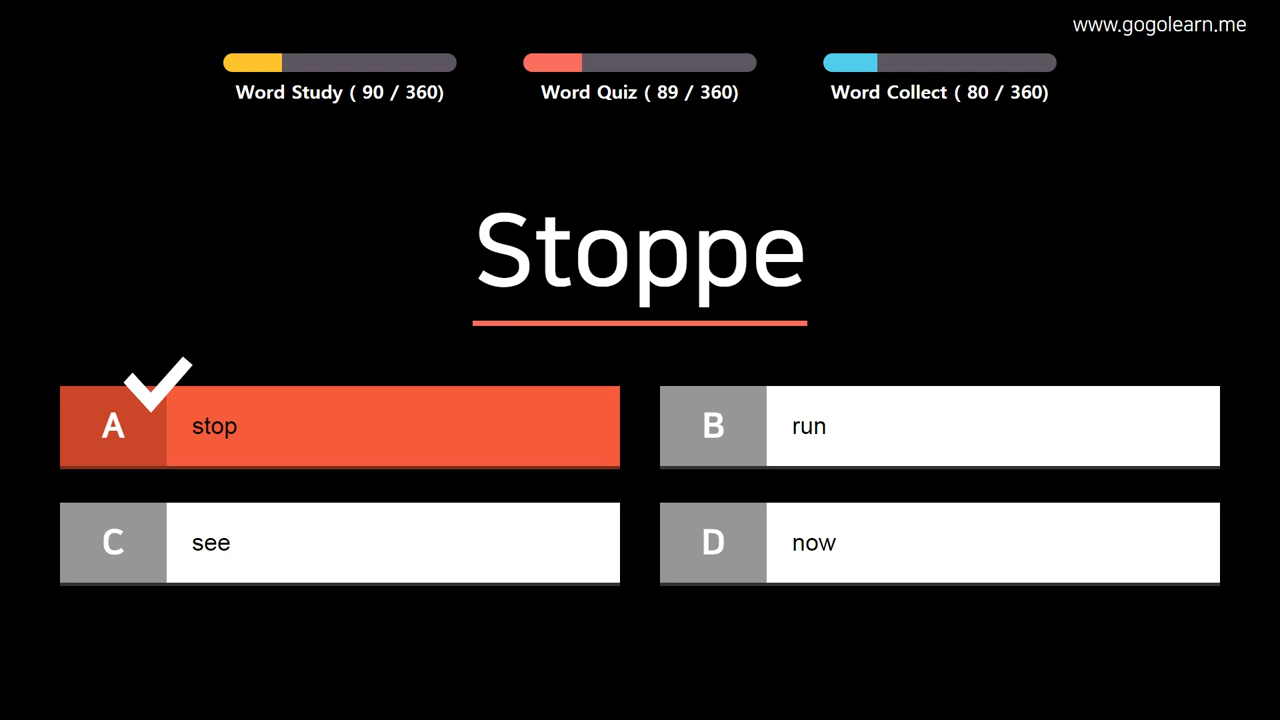 www.gogolearn.me
Word Study ( 90 / 360)
Word Quiz ( 89 / 360)
Word Collect ( 80 / 360)
Stoppe
A stop
B run
C see
D now